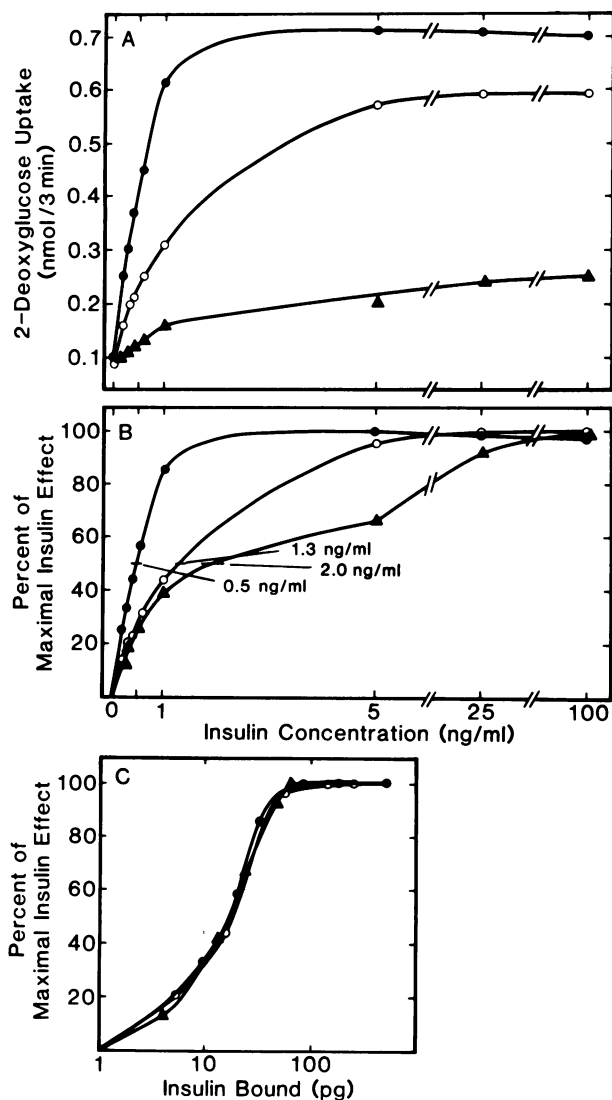 A
0.7
0.6
0.5
0.4
0.3
0.2
0.1
2-Deoxyglucose Uptake
(nmol/3 min)
B
100
80
60
40
20
Percent of
Maximal Insulin Effect
1.3 ng/ml
2.0 ng/ml
0.5 ng/ml
0 1 5 25 100
Insulin Concentration (ng/ml)
C
100
80
60
40
20
Percent of
Maximal Insulin Effect
1 10 100
Insulin Bound (pg)